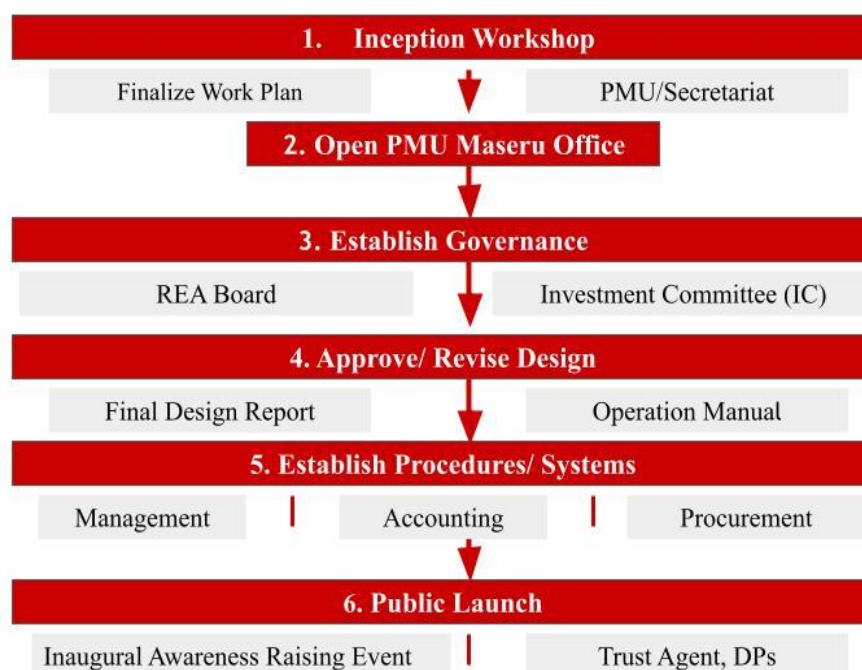 1. Inception Workshop
Finalize Work Plan
PMU/Secretariat
2. Open PMU Maseru Office
3. Establish Governance
REA Board
Investment Committee (IC)
4. Approve/ Revise Design
Final Design Report
Operation Manual
5. Establish Procedures/ Systems
Management
Accounting
Procurement
6. Public Launch
Inaugural Awareness Raising Event
Trust Agent, DPs